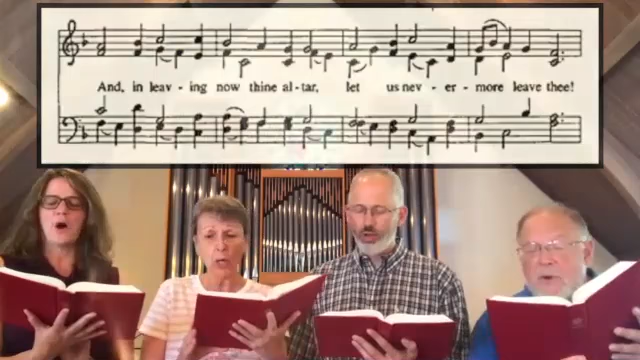 And, in leav - ing now thine al - tar, let us nev - er - more leave thee!